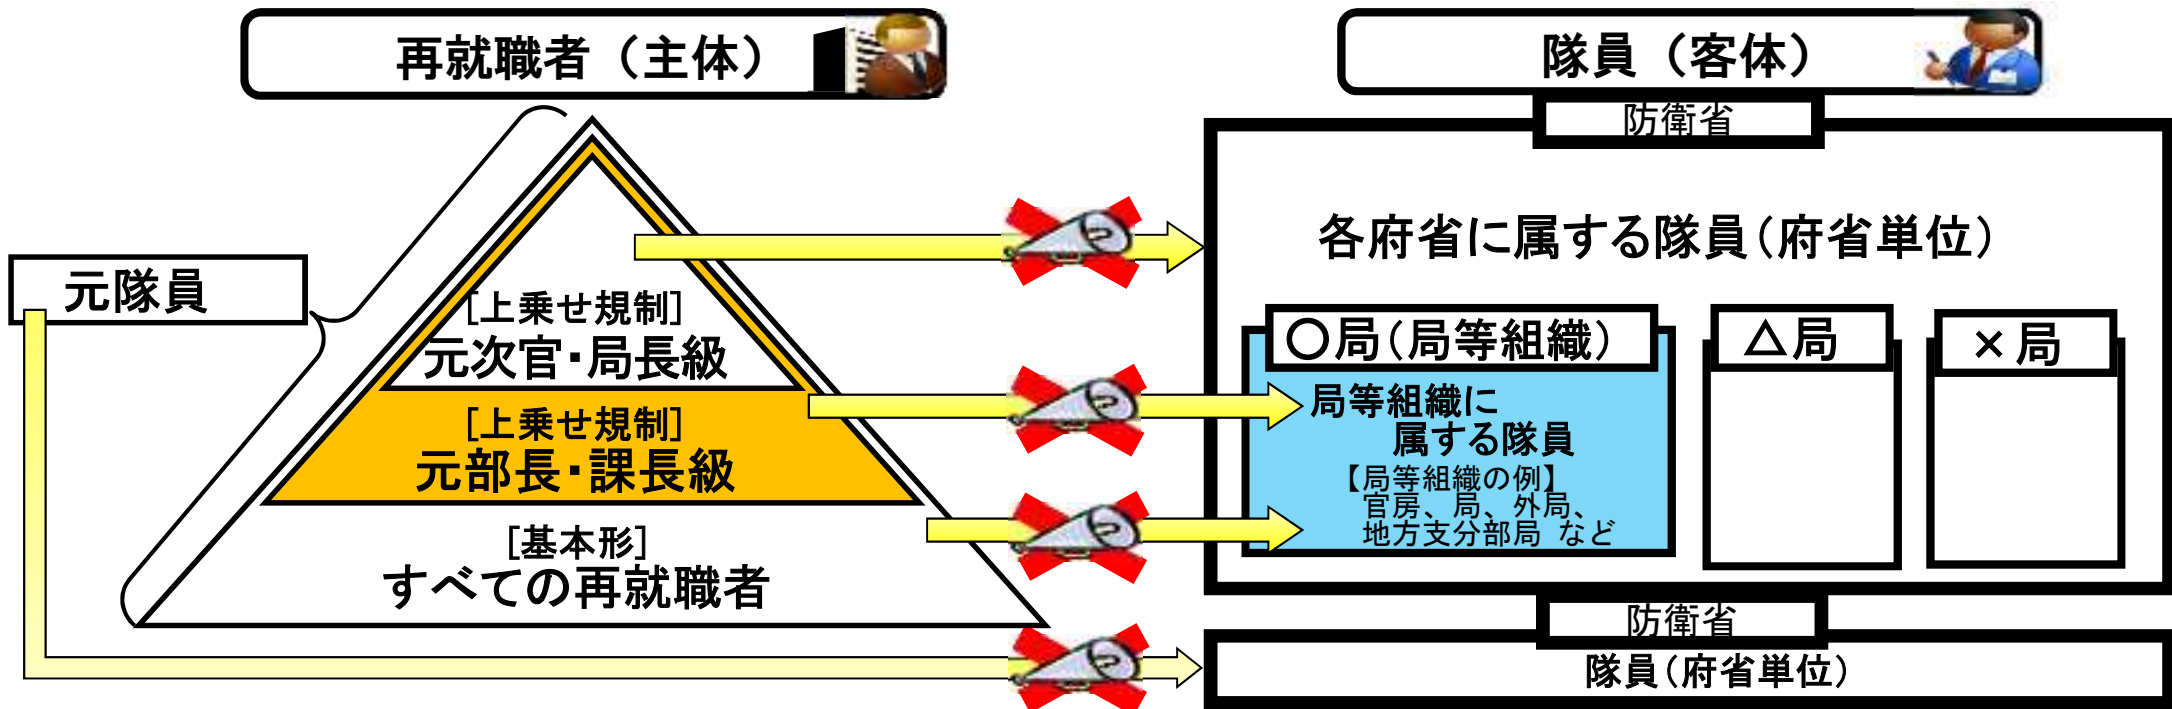 再就職者（主体）
隊員（客体）
防衛省
元隊員
[上乗せ規制]
元次官・局長級
[上乗せ規制]
元部長・課長級
[基本形]
すべての再就職者
各府省に属する隊員（府省単位）
〇局（局等組織）
△局
×局
局等組織に
属する隊員
【局等組織の例】
官房、局、外局、
地方支分部局 など
防衛省
隊員（府省単位）